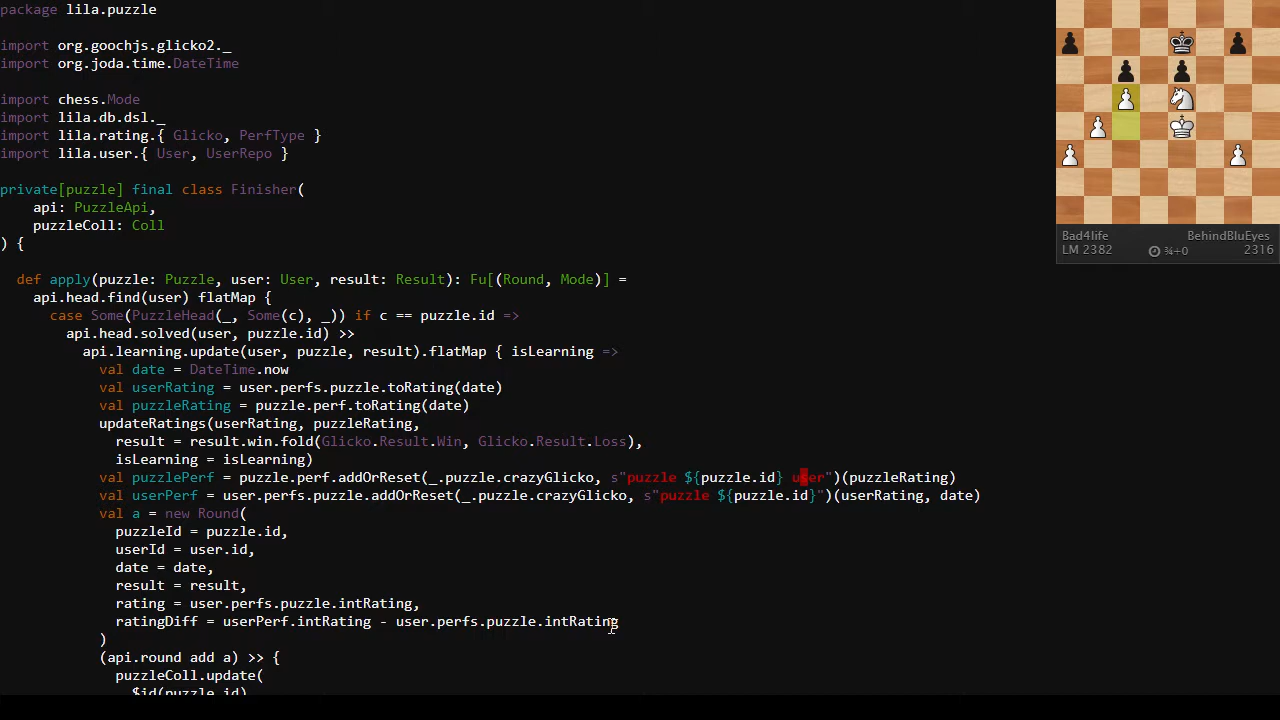 package lila.puzzle
import org.goochjs.glicko2._
import org.joda.time.DateTime
import chess.Mode
import lila.db.dsl._
import lila.rating.{ Glicko, PerfType }
import lila.user.{ User, UserRepo }
private[puzzle] final class Finisher(
api: PuzzleApi,
puzzleColl: Coll
) {
def apply(puzzle: Puzzle, user: User, result: Result): Fu[(Round, Mode)] =
api.head.find(user) flatMap {
case Some(PuzzleHead(_, Some(c), _)) if c == puzzle.id =>
api.head.solved(user, puzzle.id) >>
api.learning.update(user, puzzle, result).flatMap { isLearning =>
val date = DateTime.now
val userRating = user.perfs.puzzle.toRating(date)
val puzzleRating = puzzle.perf.toRating(date)
updateRatings(userRating, puzzleRating,
result = result.win.fold(Glicko.Result.Win, Glicko.Result.Loss),
isLearning = isLearning)
val puzzlePerf = puzzle.perf.addOrReset(_.puzzle.crazyGlicko, s"puzzle ${puzzle.id} user")(puzzleRating)
val userPerf = user.perfs.puzzle.addOrReset(_.puzzle.crazyGlicko, s"puzzle ${puzzle.id}")(userRating, date)
val a = new Round(
puzzleId = puzzle.id,
userId = user.id,
date = date,
result = result,
rating = user.perfs.puzzle.intRating,
ratingDiff = userPerf.intRating - user.perfs.puzzle.intRating
)
(api.round add a) >> {
puzzleColl.update(
$id(puzzle.id)
Bad4life BehindBluEyes
LM 2382 ¾+0 2316